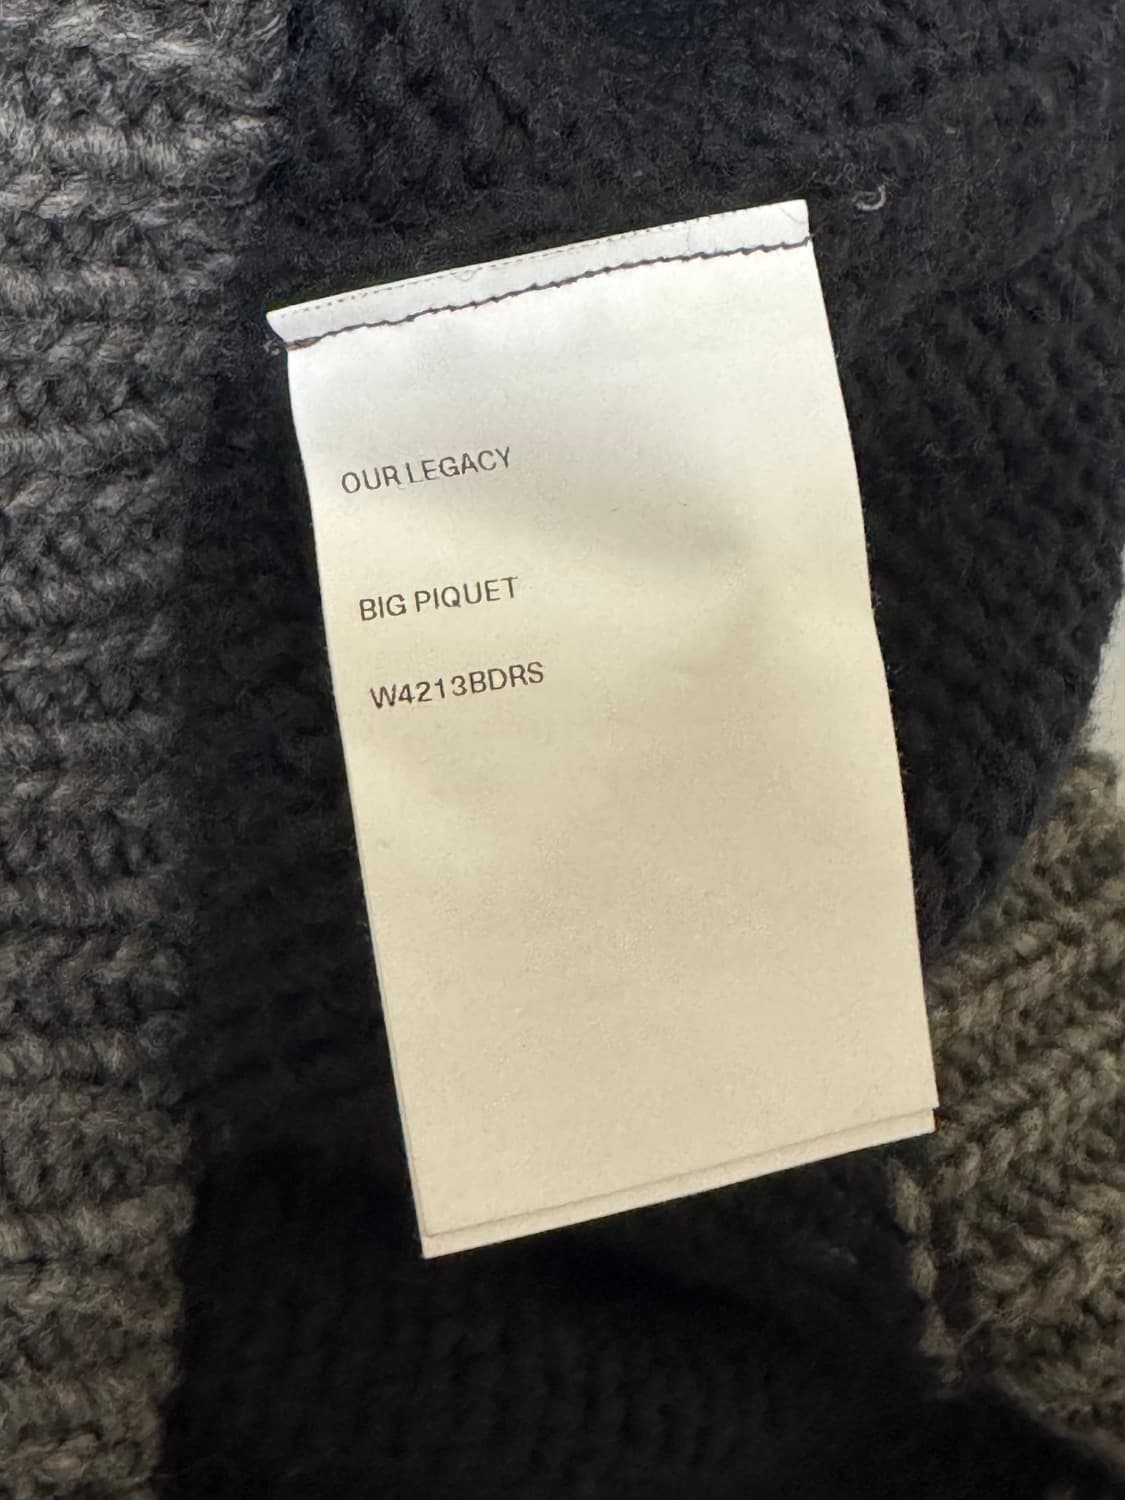 OUR LEGACY
BIG PIQUET
W4213BDRS